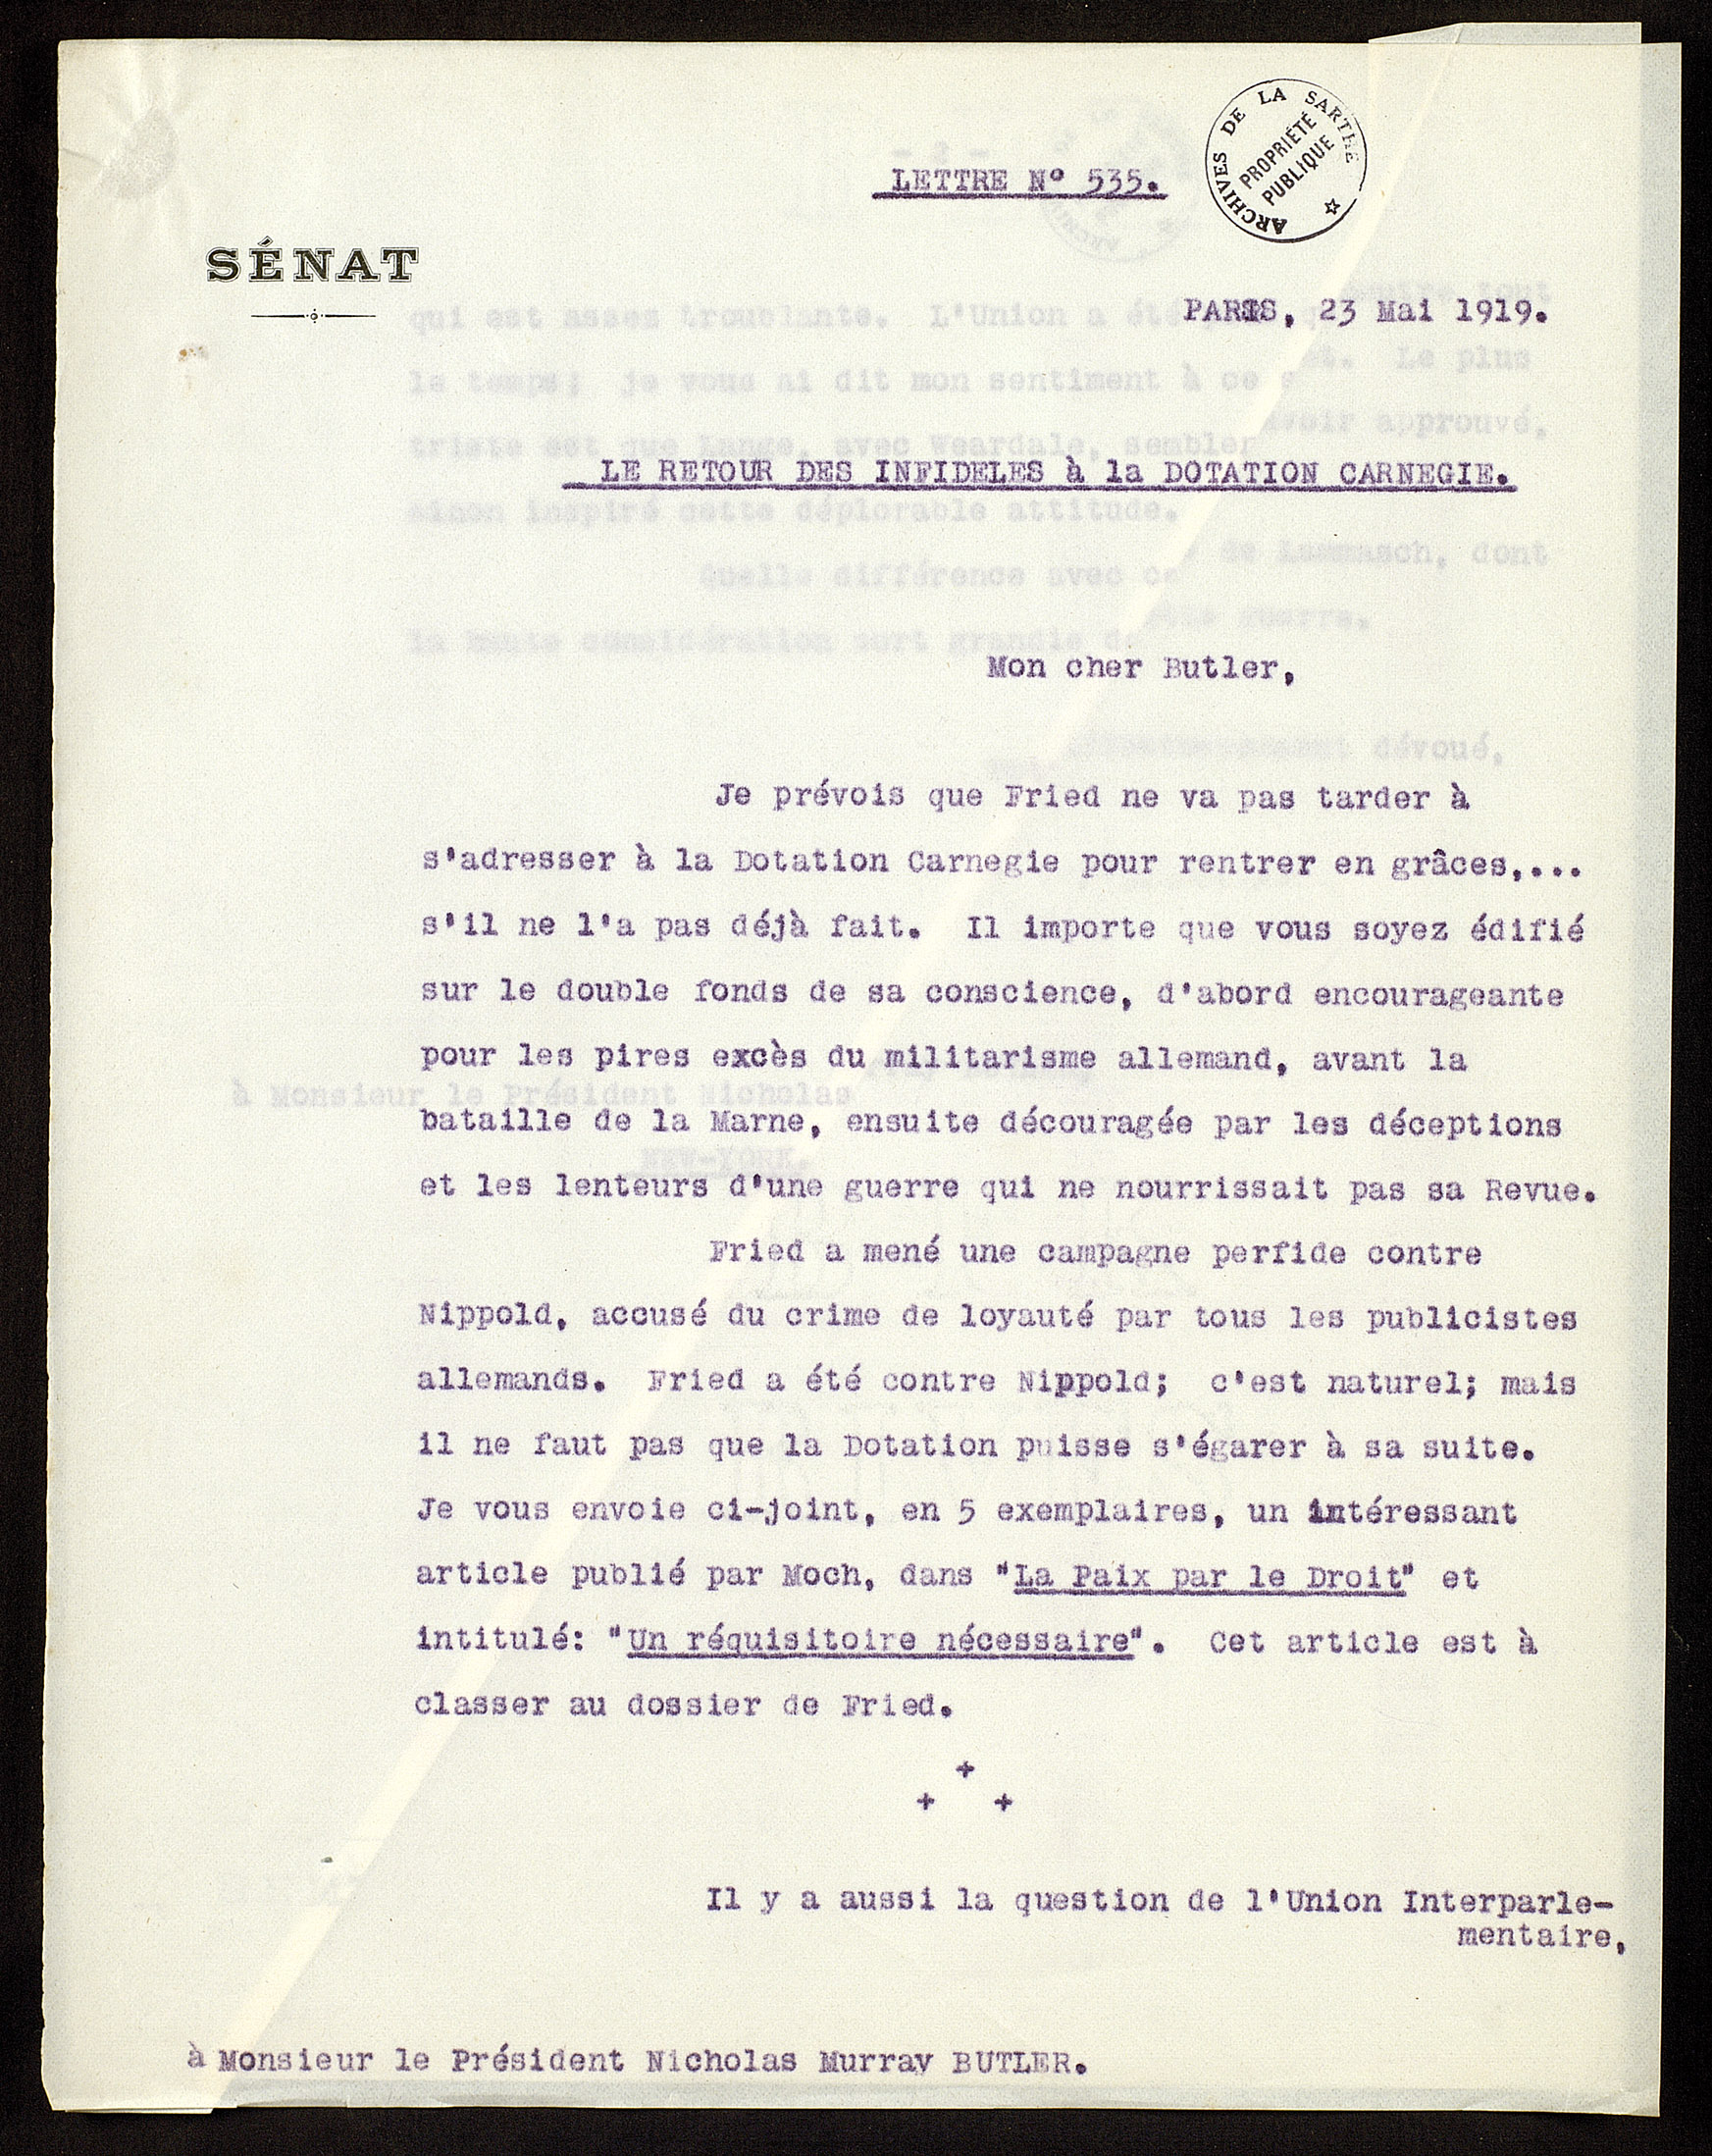 LETTRE Nº 535.
ARCHIVES DE LA SARTHE
PROPRIÉTÉ
PUBLIQUE
SÉNAT
PARIS, 23 Mai 1919.
LE RETOUR DES INFIDELES à la DOTATION CARNEGIE.
Mon cher Butler,
Je prévois que Fried ne va pas tarder à
s'adresser à la Dotation Carnegie pour rentrer en grâces,...
s'il ne l'a pas déjà fait. Il importe que vous soyez édifié
sur le double fonds de sa conscience, d'abord encourageante
pour les pires excès du militarisme allemand, avant la
bataille de la Marne, ensuite découragée par les déceptions
et les lenteurs d'une guerre qui ne nourrissait pas sa Revue.
Fried a mené une campagne perfide contre
Nippold, accusé du crime de loyauté par tous les publicistes
allemands. Fried a été contre Nippold; c'est naturel; mais
il ne faut pas que la Dotation puisse s'égarer à sa suite.
Je vous envoie ci-joint, en 5 exemplaires, un intéressant
article publié par Moch, dans "La Paix par le Droit" et
intitulé: "Un réquisitoire nécessaire". Cet article est à
classer au dossier de Fried.
+
+ +
Il y a aussi la question de l'Union Interparle-
mentaire,
à Monsieur le Président Nicholas Murray BUTLER.